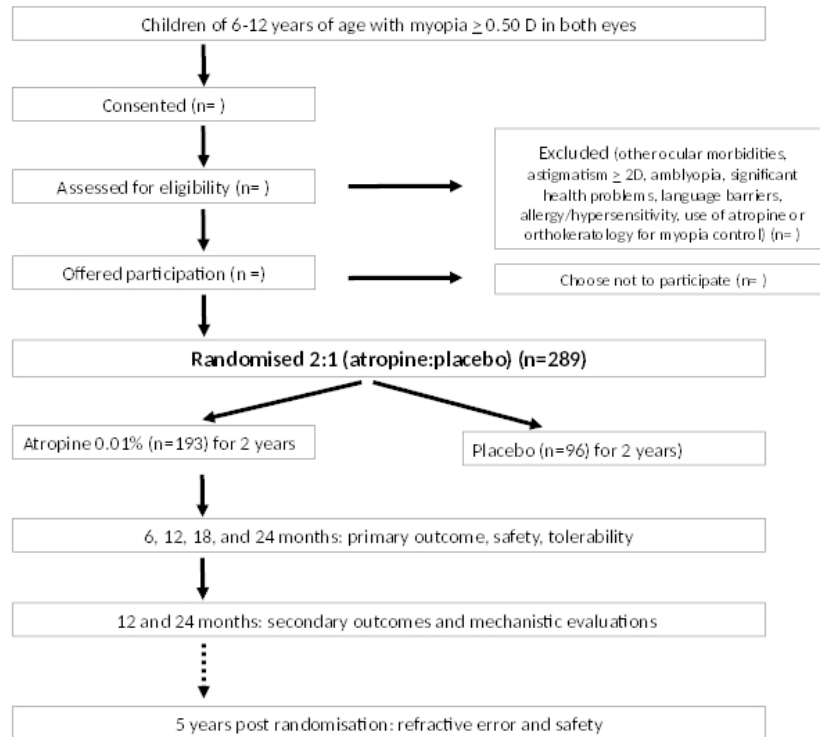 Children of 6-12 years of age with myopia ≥ 0.50 D in both eyes
Consented (n= )
Assessed for eligibility (n= )
Excluded (other ocular morbidities,
astigmatism ≥ 2D, amblyopia, significant
health problems, language barriers,
allergy/hypersensitivity, use of atropine or
orthokeratology for myopia control) (n= )
Offered participation (n =)
Choose not to participate (n= )
Randomised 2:1 (atropine:placebo) (n=289)
Atropine 0.01% (n=193) for 2 years
Placebo (n=96) for 2 years)
6, 12, 18, and 24 months: primary outcome, safety, tolerability
12 and 24 months: secondary outcomes and mechanistic evaluations
5 years post randomisation: refractive error and safety